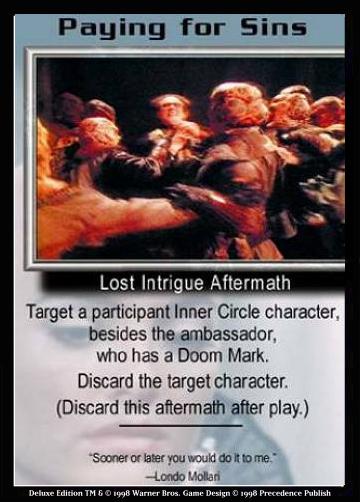 Paying for Sins
Lost Intrigue Aftermath
Target a participant Inner Circle character,
besides the ambassador,
who has a Doom Mark.
Discard the target character.
(Discard this aftermath after play.)
"Sooner or later you would do it to me."
—Londo Mollari
Deluxe Edition TM & © 1998 Warner Bros. Game Design © 1998 Precedence Publish